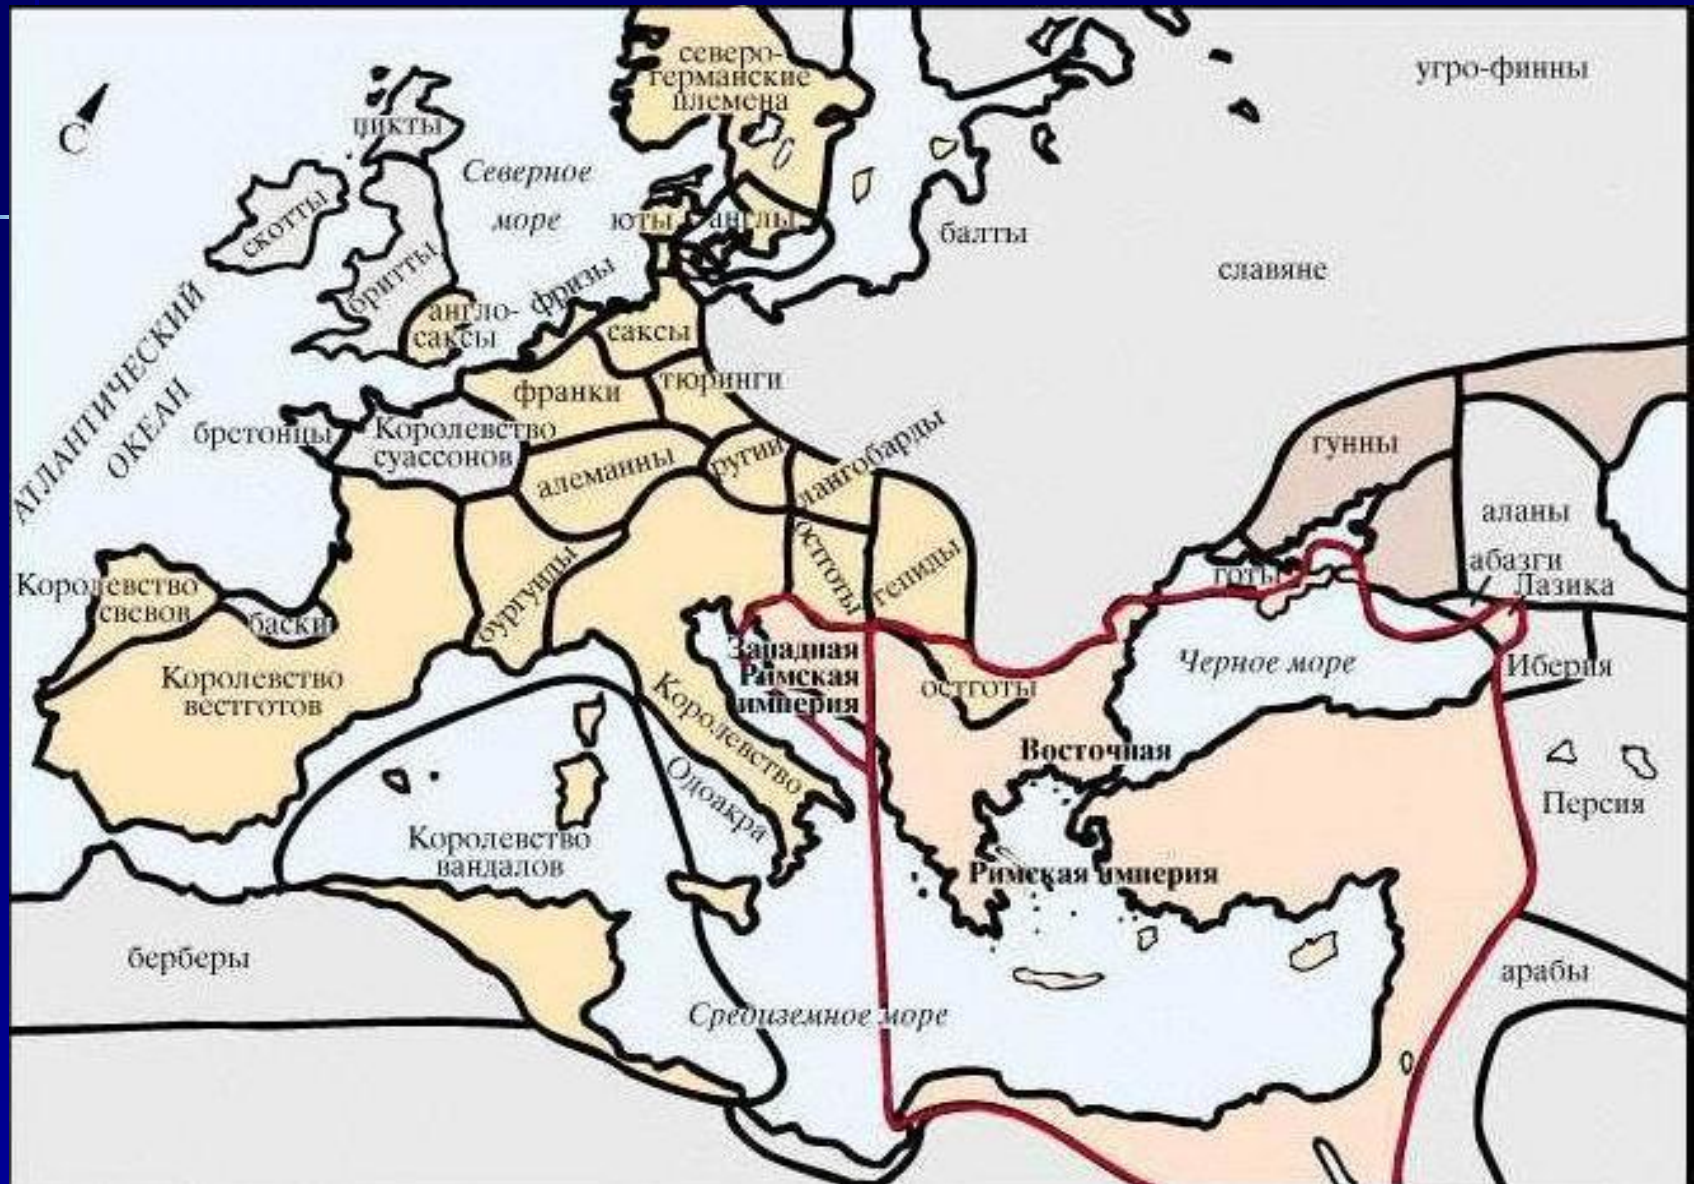 северо-
германские
племена
угро-финны
С
пикты
Северное
море
скотты
юты
англы
балты
славяне
бритты
фризы
англо-
саксы
саксы
АТЛАНТИЧЕСКИЙ
ОКЕАН
франки
тюринги
бретонцы
Королевство
суассонов
алеманны
ругии
лангобарды
гунны
аланы
абазги
Лазика
готы
остготы
гепиды
бургунды
Королевство
свевов
баски
Королевство
вестготов
Западная
Римская
империя
Королевство
Одоакра
остготы
Черное море
Иберия
Восточная
Римская империя
Персия
Королевство
вандалов
берберы
Средиземное море
арабы